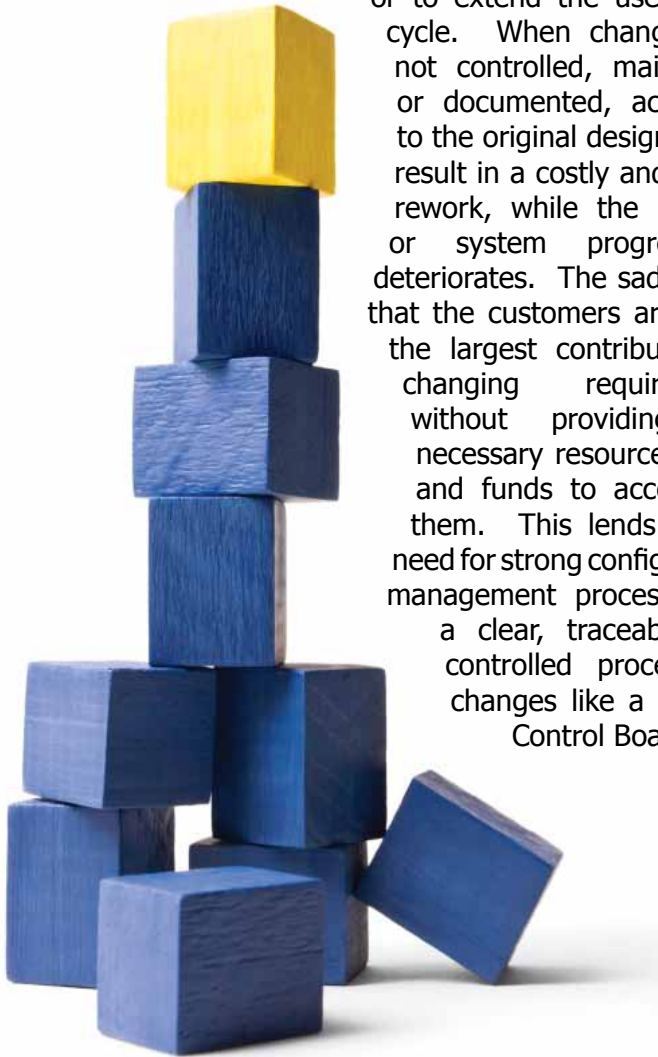 or to extend the use
cycle. When chang
not controlled, mai
or documented, ac
to the original design
result in a costly and
rework, while the
or system progre
deteriorates. The sad
that the customers ar
the largest contribu
changing requir
without providing
necessary resource
and funds to acco
them. This lends
need for strong config
management process
a clear, traceab
controlled proce
changes like a
Control Boa